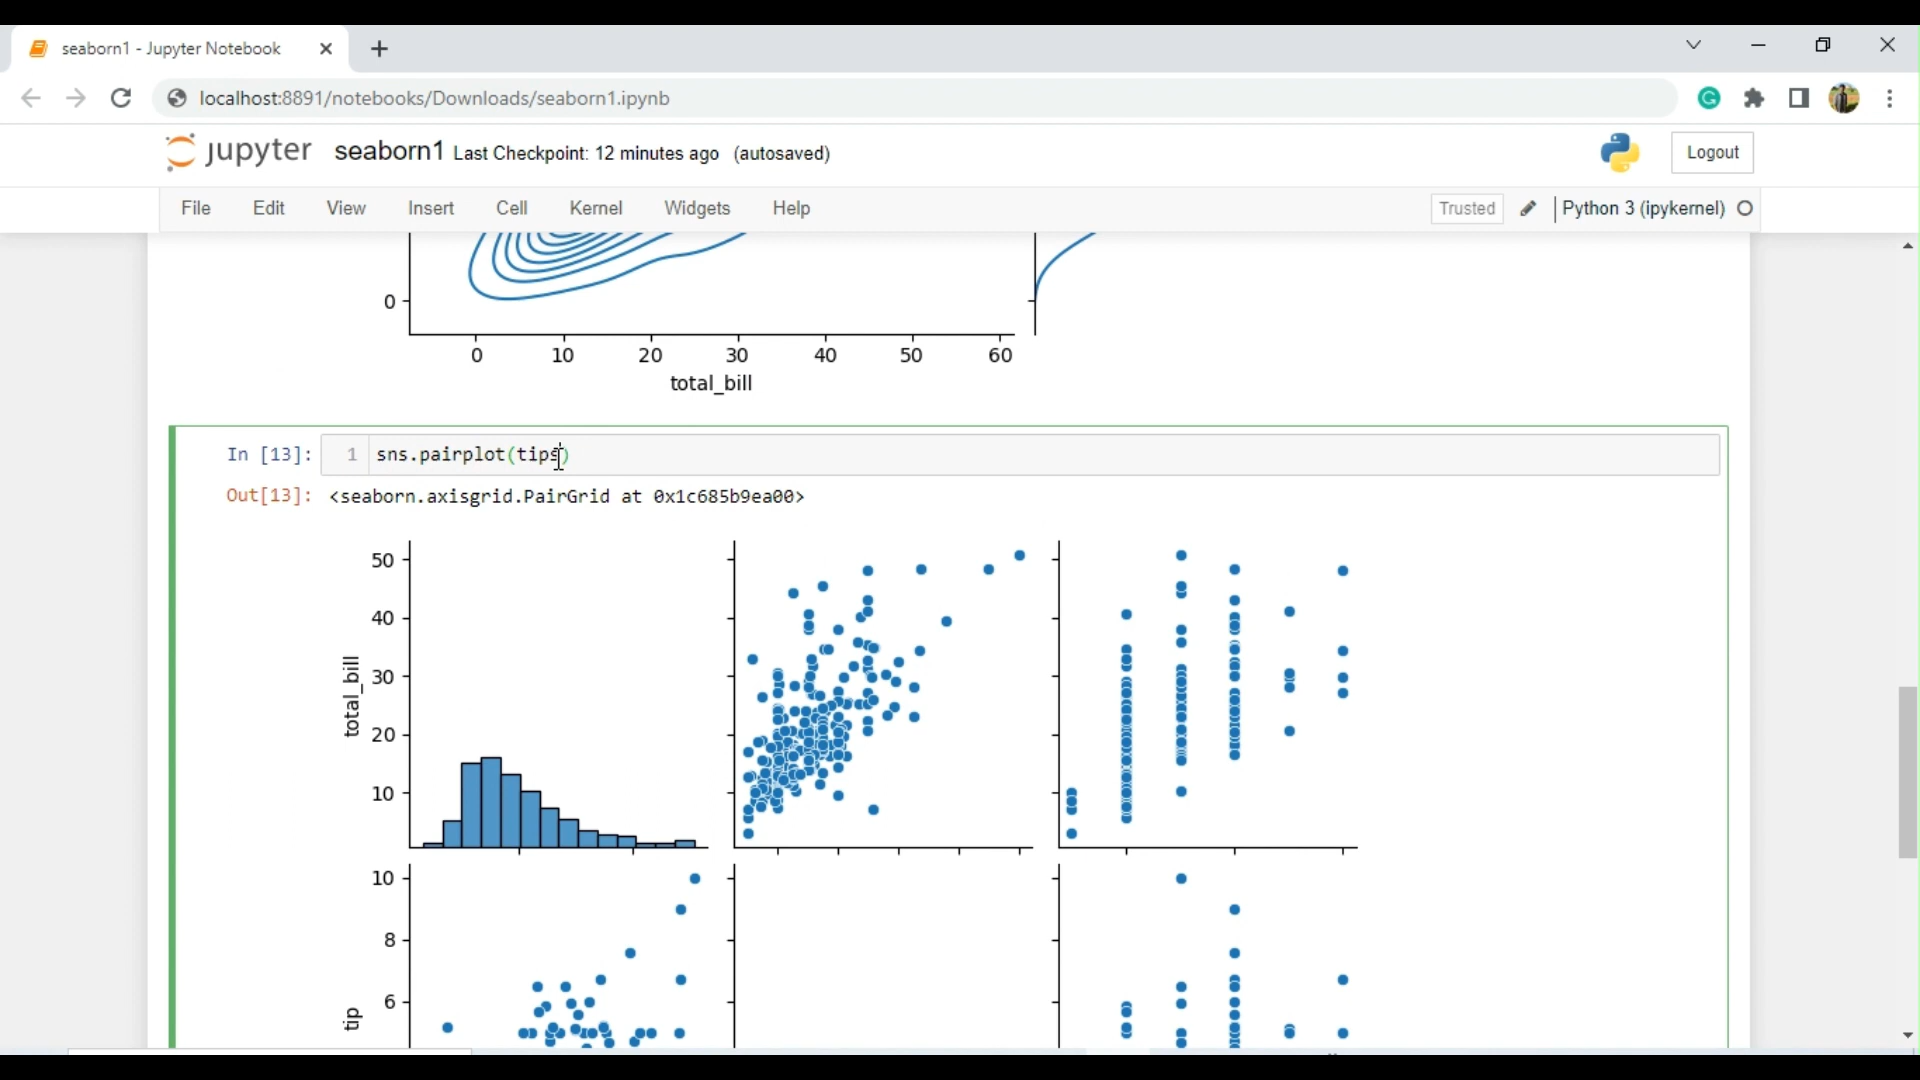 seaborn1 - Jupyter Notebook
localhost:8891/notebooks/Downloads/seaborn1.ipynb
jupyter seaborn1 Last Checkpoint: 12 minutes ago (autosaved)
Logout
File Edit View Insert Cell Kernel Widgets Help
Trusted Python 3 (ipykernel)
0
0 10 20 30 40 50 60
total_bill
In [13]: 1 sns.pairplot(tips)
Out[13]: <seaborn.axisgrid.PairGrid at 0x1c685b9ea00>
50
40
30
20
10
total_bill
10
8
6
tip